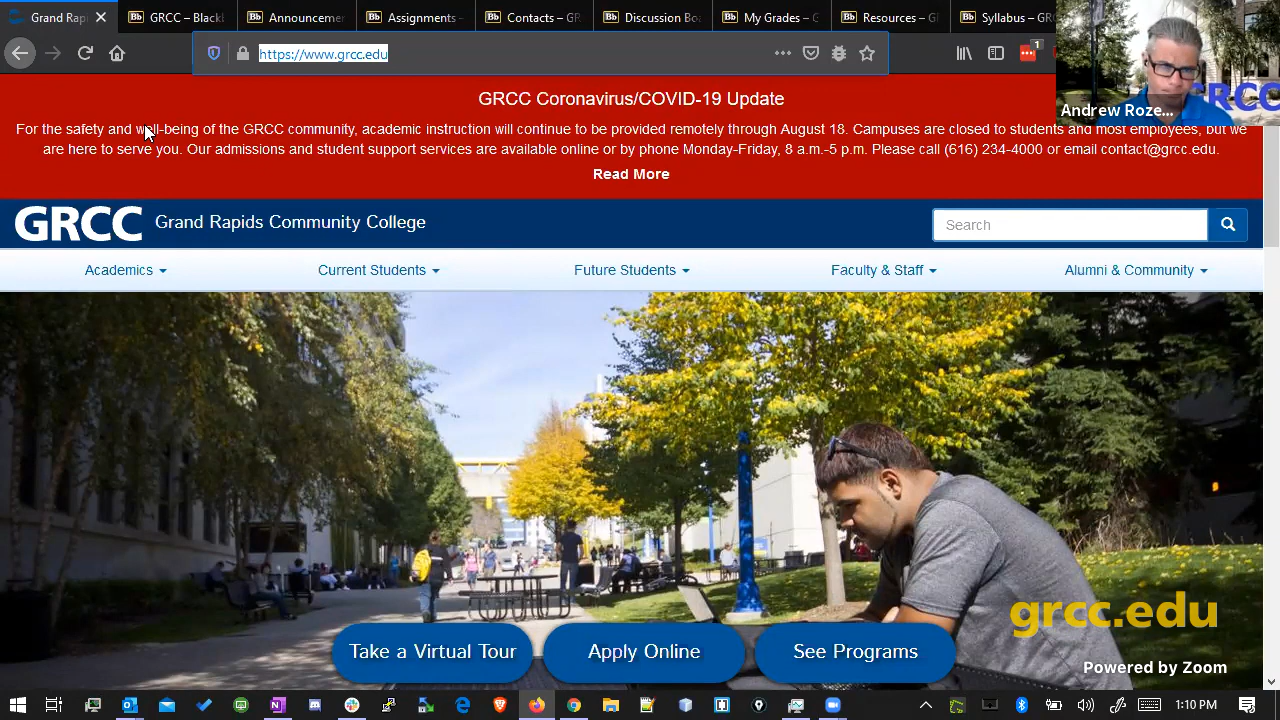 Grand Rapi
GRCC – Black
Announceme
Assignments -
Contacts – GR
Discussion Bo
My Grades – G
Resources – G
Syllabus – GR
https://www.grcc.edu
1
Andrew Roze...
GRCC
GRCC Coronavirus/COVID-19 Update
For the safety and well-being of the GRCC community, academic instruction will continue to be provided remotely through August 18. Campuses are closed to students and most employees, but we
are here to serve you. Our admissions and student support services are available online or by phone Monday-Friday, 8 a.m.-5 p.m. Please call (616) 234-4000 or email contact@grcc.edu.
Read More
GRCC Grand Rapids Community College
Search
Academics
Current Students
Future Students
Faculty & Staff
Alumni & Community
grcc.edu
Take a Virtual Tour
Apply Online
See Programs
Powered by Zoom
1:10 PM